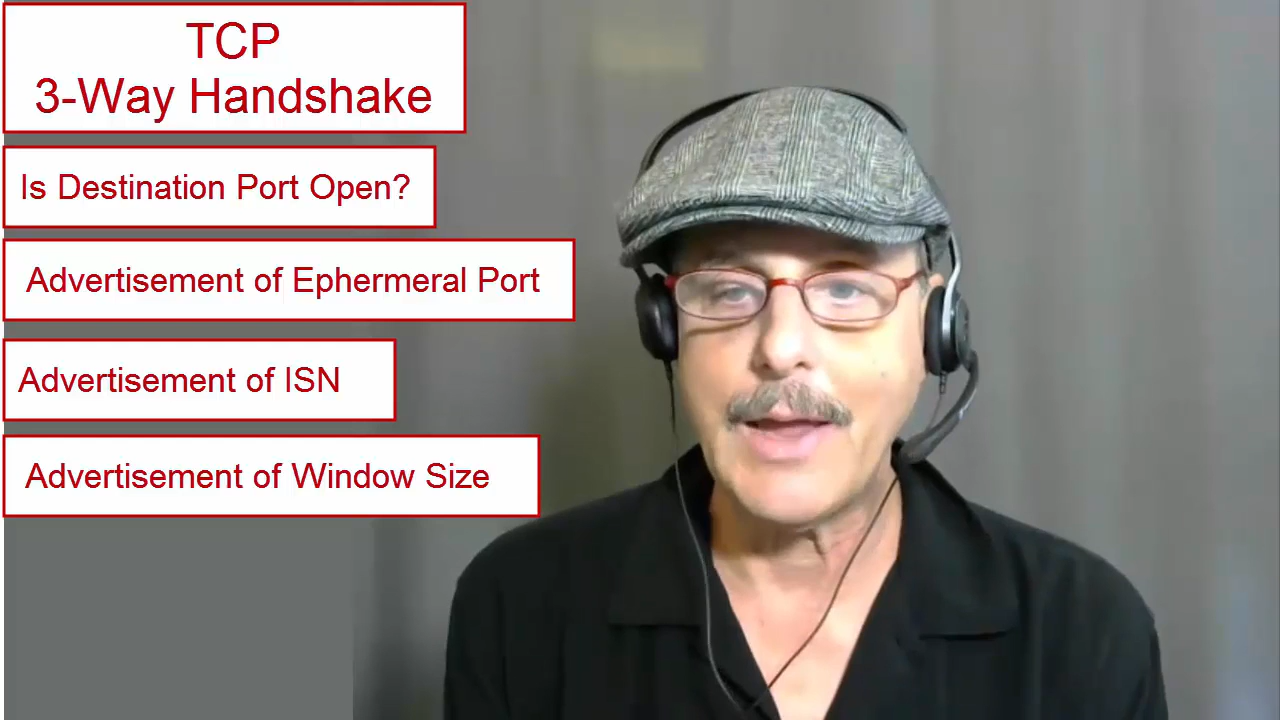 TCP
3-Way Handshake
Is Destination Port Open?
Advertisement of Ephermeral Port
Advertisement of ISN
Advertisement of Window Size